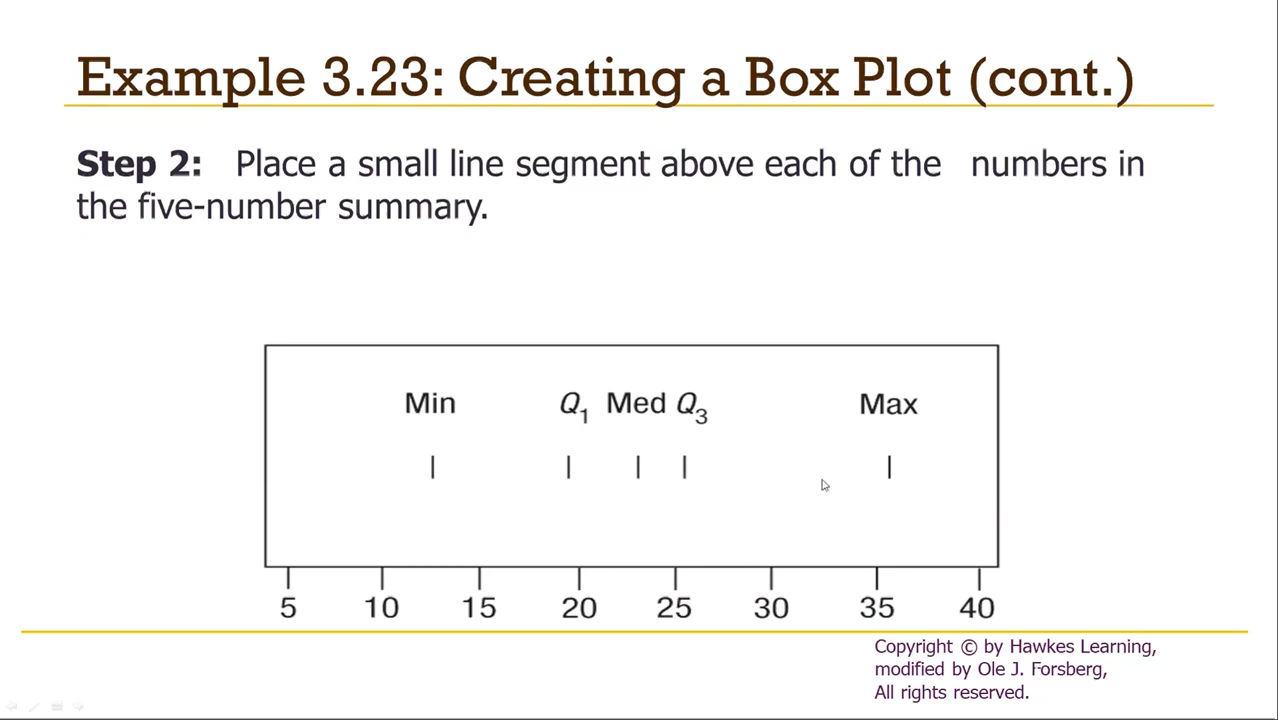 Example 3.23: Creating a Box Plot (cont.)
Step 2: Place a small line segment above each of the numbers in
the five-number summary.
Min Q1 Med Q3 Max
5 10 15 20 25 30 35 40
Copyright © by Hawkes Learning,
modified by Ole J. Forsberg,
All rights reserved.